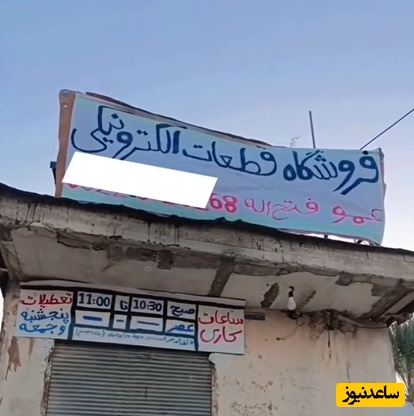 فروشگاه قطعات الکترونیکی
عمو فتح اله 68
ساعات کاری
صبح 10:30 تا 11:00
عصر — — —
تعطیلات
پنجشنبه و جمعه
ساعدنیوز